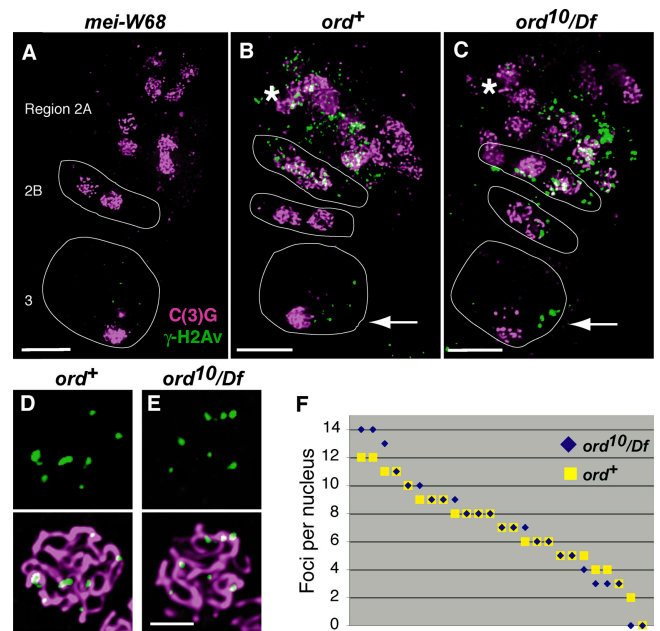 mei-W68
ord+
ord10/Df
A
B
C
*
*
Region 2A
2B
3
C(3)G
γ-H2Av
ord+
ord10/Df
D
E
F
Foci per nucleus
14
12
10
8
6
4
2
0
ord10/Df
ord+